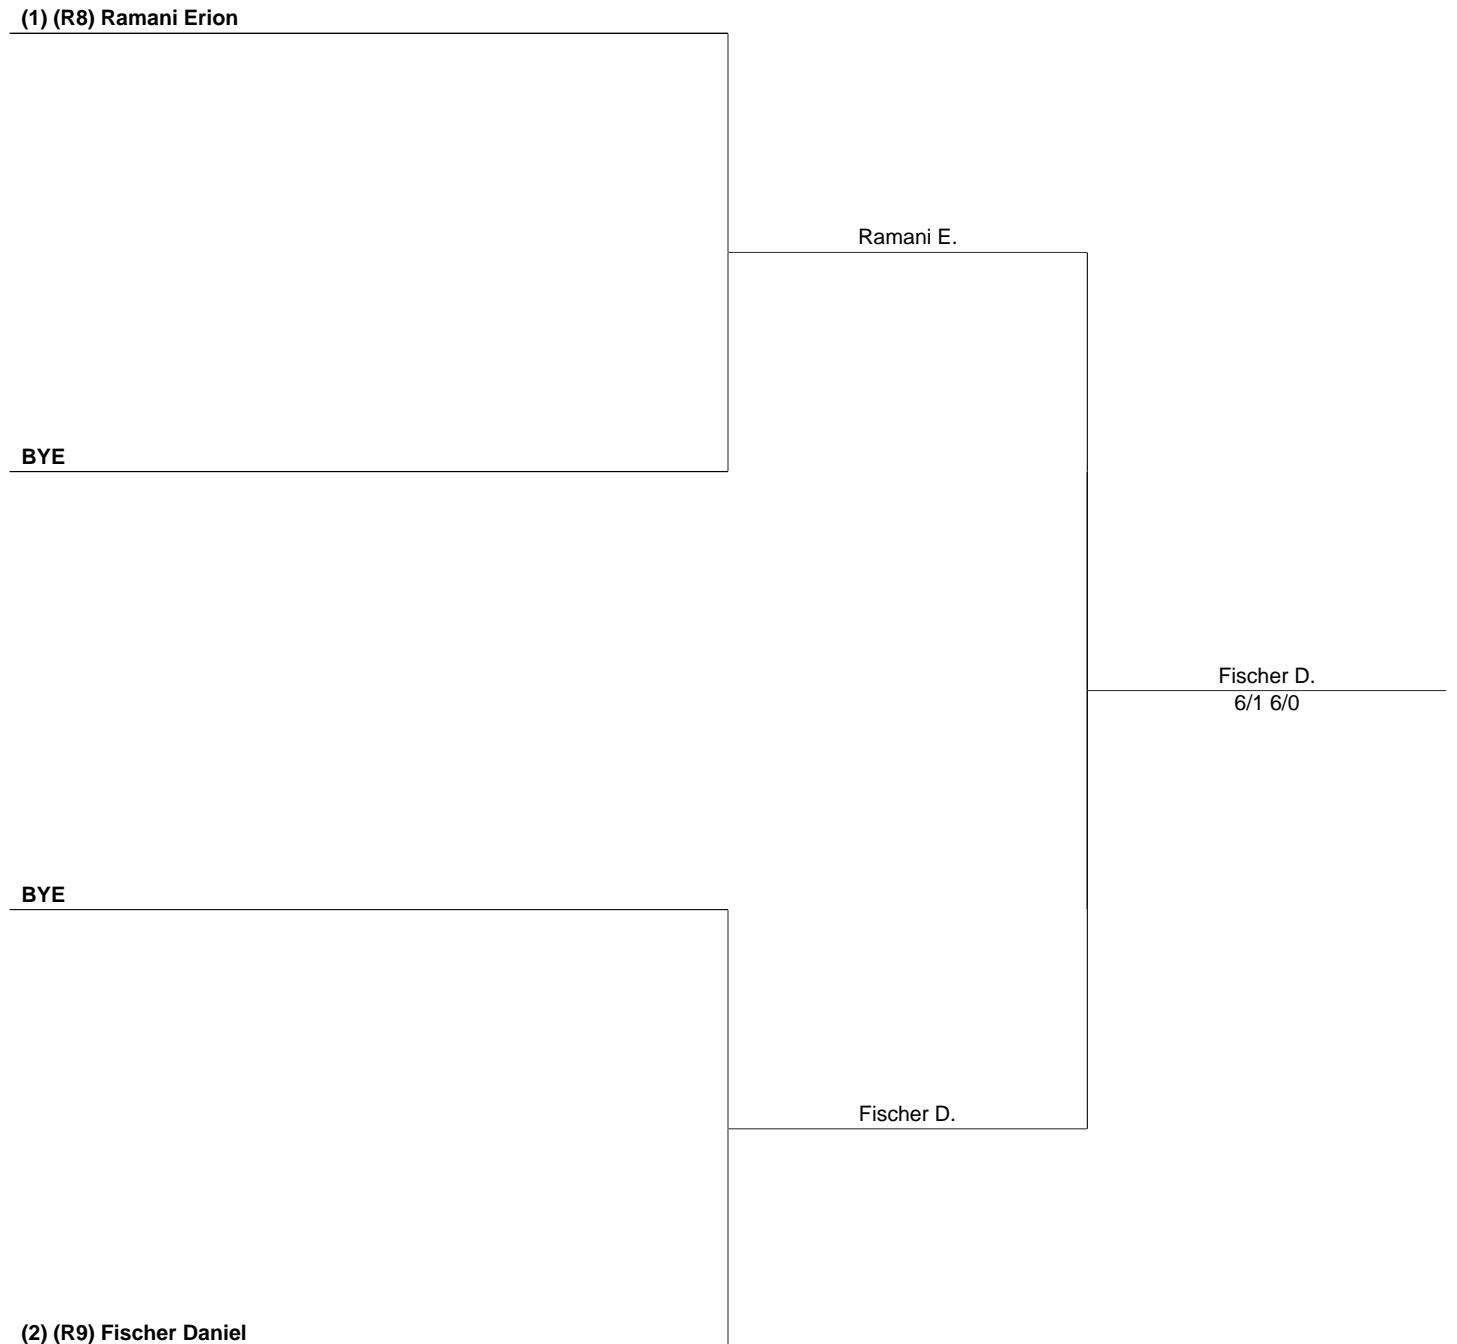 (1) (R8) Ramani Erion
Ramani E.
BYE
Fischer D.
6/1 6/0
BYE
Fischer D.
(2) (R9) Fischer Daniel